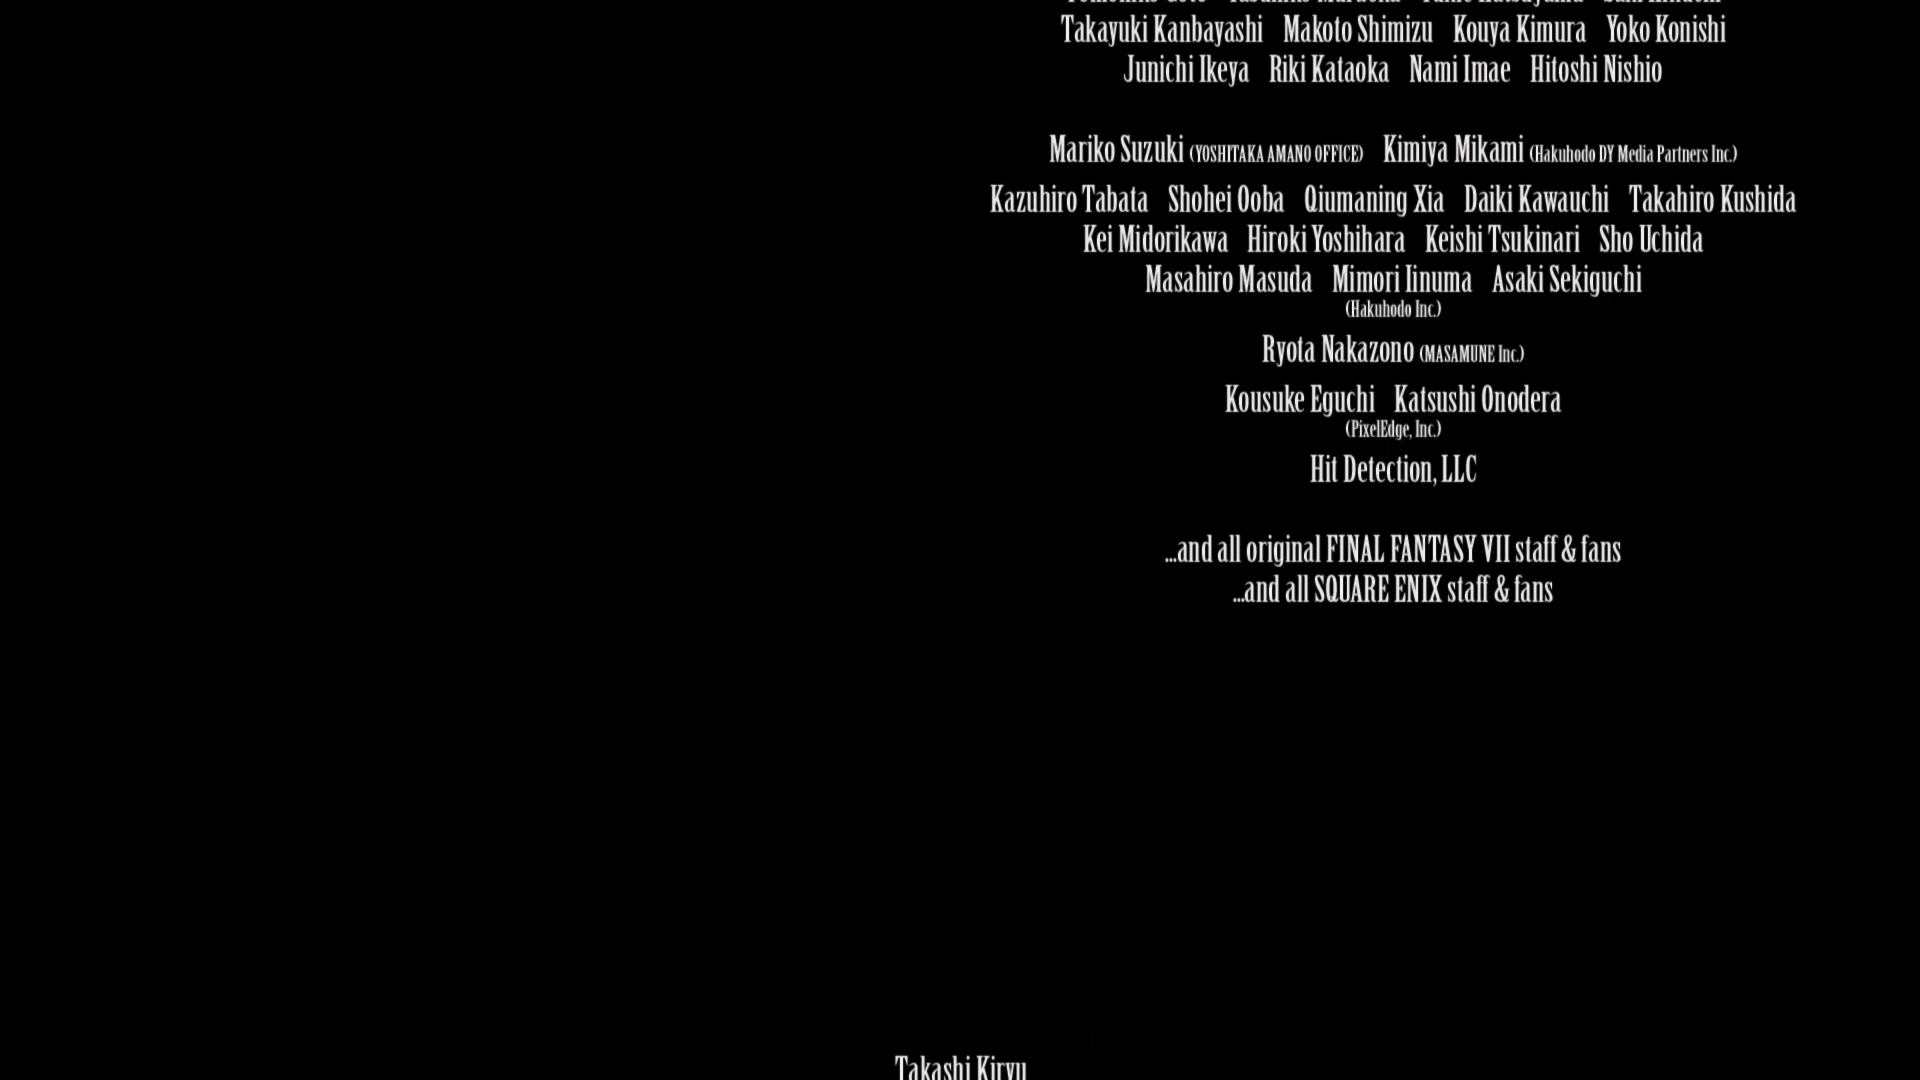 Takayuki Kanbayashi Makoto Shimizu Kouya Kimura Yoko Konishi
Junichi Ikeya Riki Kataoka Nami Imae Hitoshi Nishio
Mariko Suzuki (YOSHITAKA AMANO OFFICE) Kimiya Mikami (Hakuhodo DY Media Partners Inc.)
Kazuhiro Tabata Shohei Ooba Qiumaning Xia Daiki Kawauchi Takahiro Kushida
Kei Midorikawa Hiroki Yoshihara Keishi Tsukinari Sho Uchida
Masahiro Masuda Mimori Iinuma Asaki Sekiguchi
(Hakuhodo Inc.)
Ryota Nakazono (MASAMUNE Inc.)
Kousuke Eguchi Katsushi Onodera
(PixelEdge, Inc.)
Hit Detection, LLC
...and all original FINAL FANTASY VII staff & fans
...and all SQUARE ENIX staff & fans
Takashi Kiryu